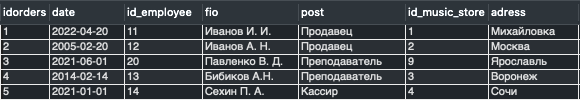 idorders date id_employee fio post id_music_store adress
1 2022-04-20 11 Иванов И. И. Продавец 1 Михайловка
2 2005-02-20 12 Иванов А. Н. Продавец 2 Москва
3 2021-06-01 20 Павленко В. Д. Преподаватель 9 Ярославль
4 2014-02-14 13 Бибиков А.Н. Преподаватель 3 Воронеж
5 2021-01-01 14 Сехин П. А. Кассир 4 Сочи